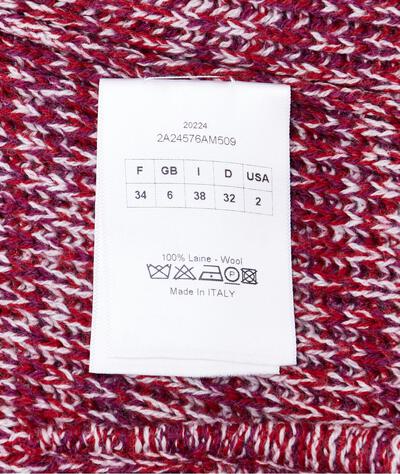 20224
2A24576AM509
F GB I D USA
34 6 38 32 2
100% Laine - Wool
P
Made In ITALY